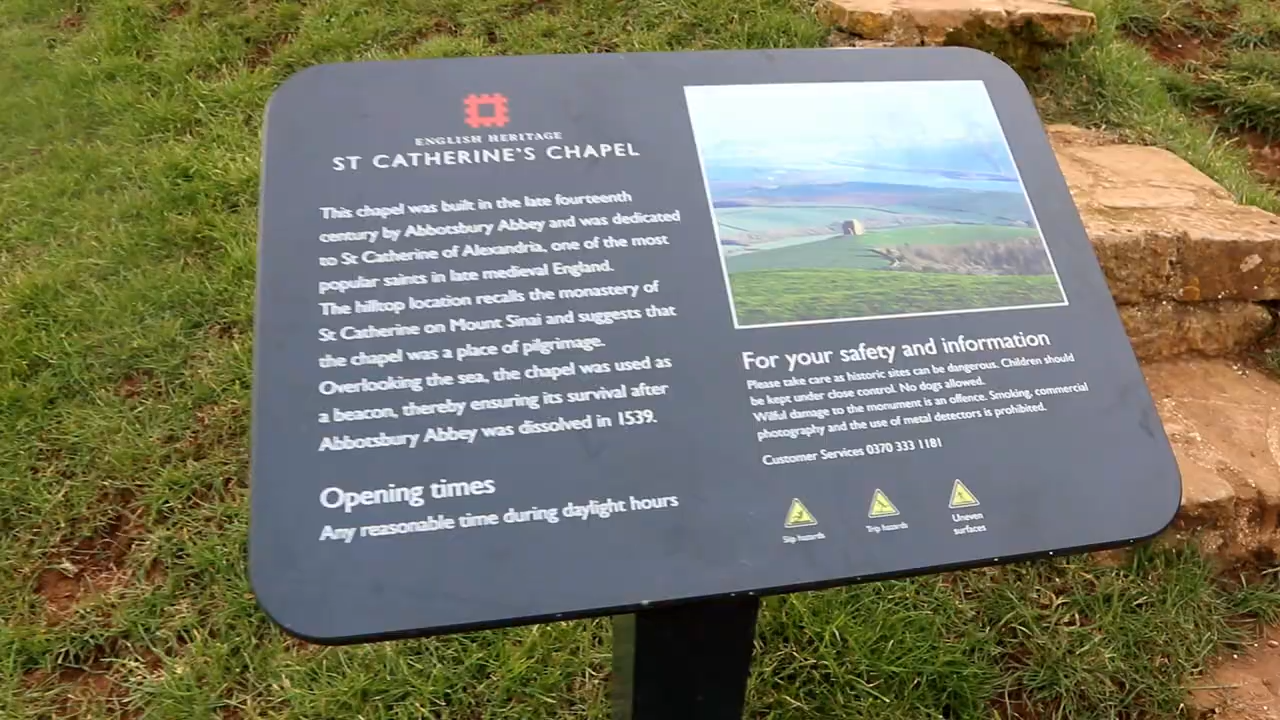 ENGLISH HERITAGE
ST CATHERINE'S CHAPEL
This chapel was built in the late fourteenth
century by Abbotsbury Abbey and was dedicated
to St Catherine of Alexandria, one of the most
popular saints in late medieval England.
The hilltop location recalls the monastery of
St Catherine on Mount Sinai and suggests that
the chapel was a place of pilgrimage.
Overlooking the sea, the chapel was used as
a beacon, thereby ensuring its survival after
Abbotsbury Abbey was dissolved in 1539.
Opening times
Any reasonable time during daylight hours
For your safety and information
Please take care as historic sites can be dangerous. Children should
be kept under close control. No dogs allowed.
Wilful damage to the monument is an offence. Smoking, commercial
photography and the use of metal detectors is prohibited.
Customer Services 0370 333 1181
Slip hazards
Trip hazards
Uneven
surfaces